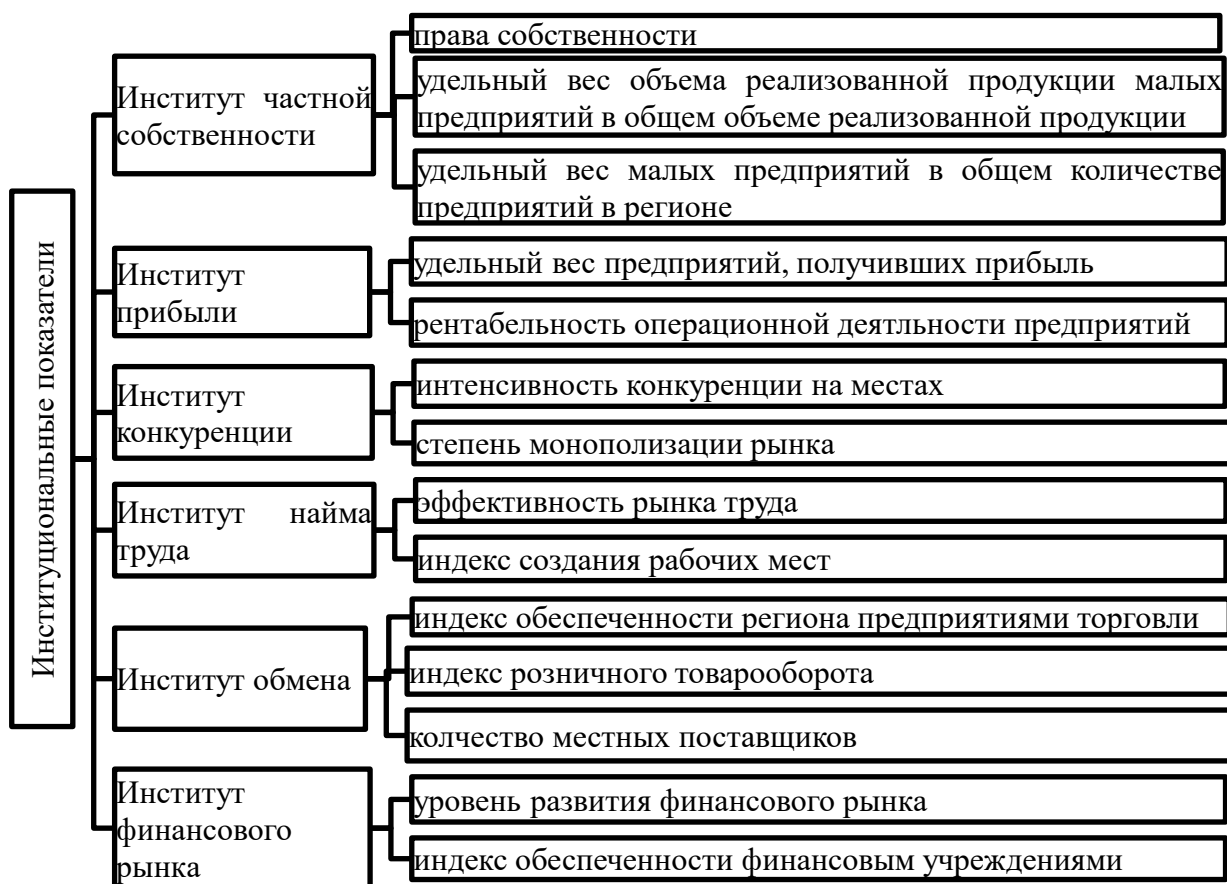 Институциональные показатели
Институт частной
собственности
права собственности
удельный вес объема реализованной продукции малых
предприятий в общем объеме реализованной продукции
удельный вес малых предприятий в общем количестве
предприятий в регионе
Институт
прибыли
удельный вес предприятий, получивших прибыль
рентабельность операционной деятльности предприятий
Институт
конкуренции
интенсивность конкуренции на местах
степень монополизации рынка
Институт найма
труда
эффективность рынка труда
индекс создания рабочих мест
Институт обмена
индекс обеспеченности региона предприятиями торговли
индекс розничного товарооборота
колчество местных поставщиков
Институт
финансового
рынка
уровень развития финансового рынка
индекс обеспеченности финансовым учреждениями